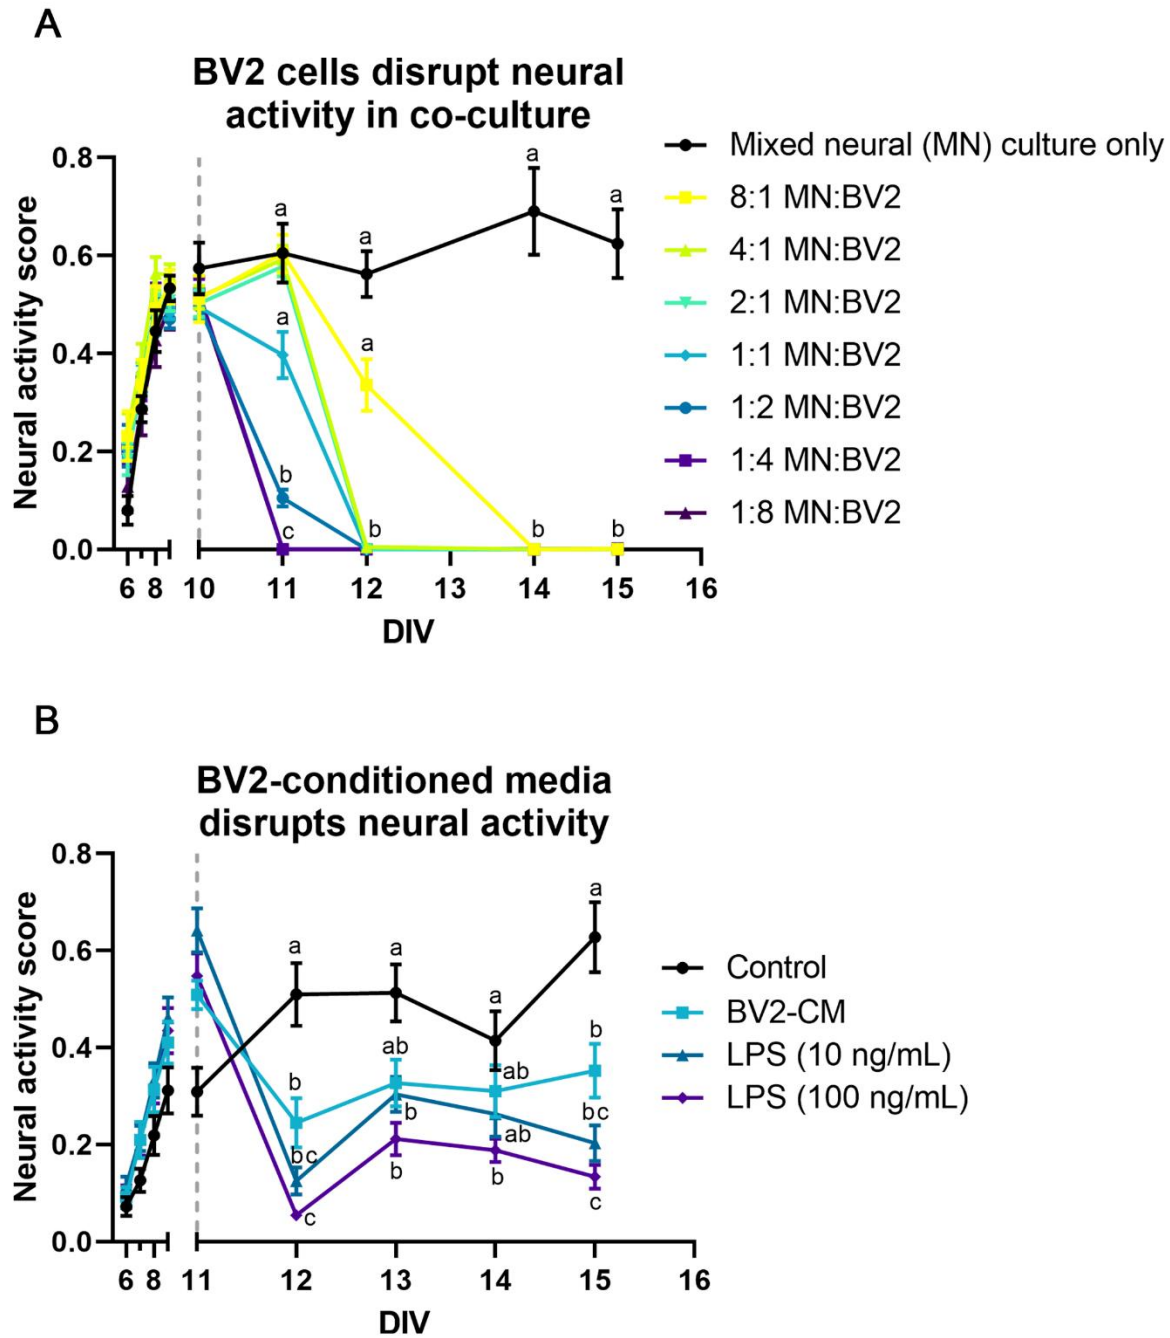 A
BV2 cells disrupt neural
activity in co-culture
Neural activity score
0.8
0.6
0.4
0.2
0.0
a
a
a
a
a
a
a
b
c
b
b
b
6
8
10
11
12
13
14
15
16
DIV
Mixed neural (MN) culture only
8:1 MN:BV2
4:1 MN:BV2
2:1 MN:BV2
1:1 MN:BV2
1:2 MN:BV2
1:4 MN:BV2
1:8 MN:BV2
B
BV2-conditioned media
disrupts neural activity
Neural activity score
0.8
0.6
0.4
0.2
0.0
a
b
bc
c
a
ab
b
b
a
ab
ab
b
a
b
bc
c
6
8
11
12
13
14
15
16
DIV
Control
BV2-CM
LPS (10 ng/mL)
LPS (100 ng/mL)